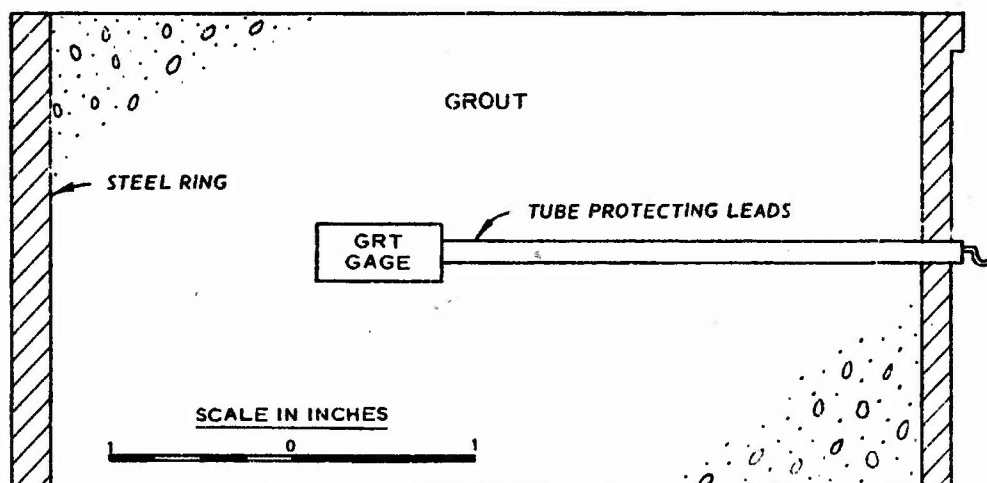 GROUT
STEEL RING
TUBE PROTECTING LEADS
GRT
GAGE
SCALE IN INCHES
1 0 1